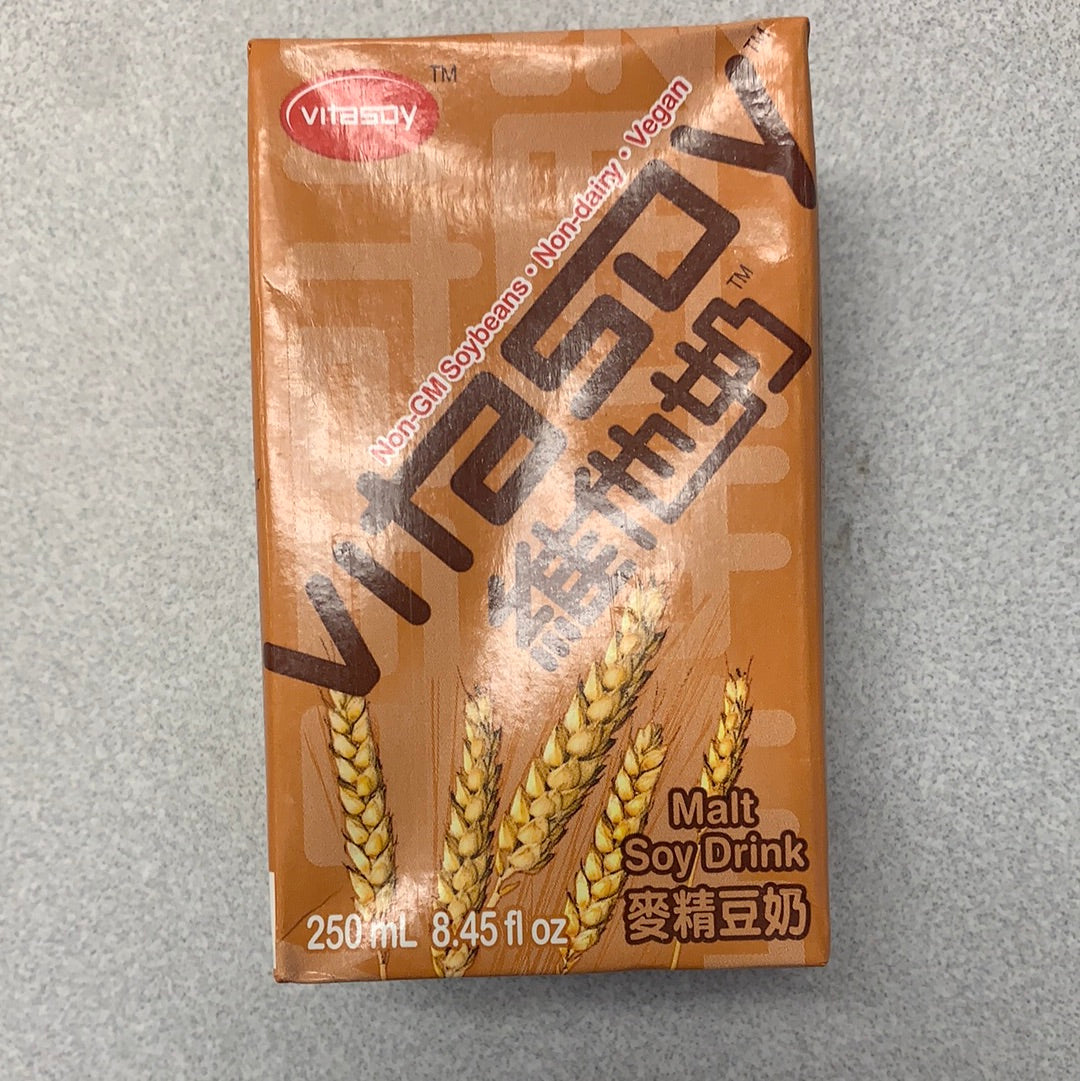 vitasoy TM
Non-GM Soybeans • Non-dairy • Vegan
vitasoy TM
維他奶 TM
Malt
Soy Drink
麥精豆奶
250 mL 8.45 fl oz